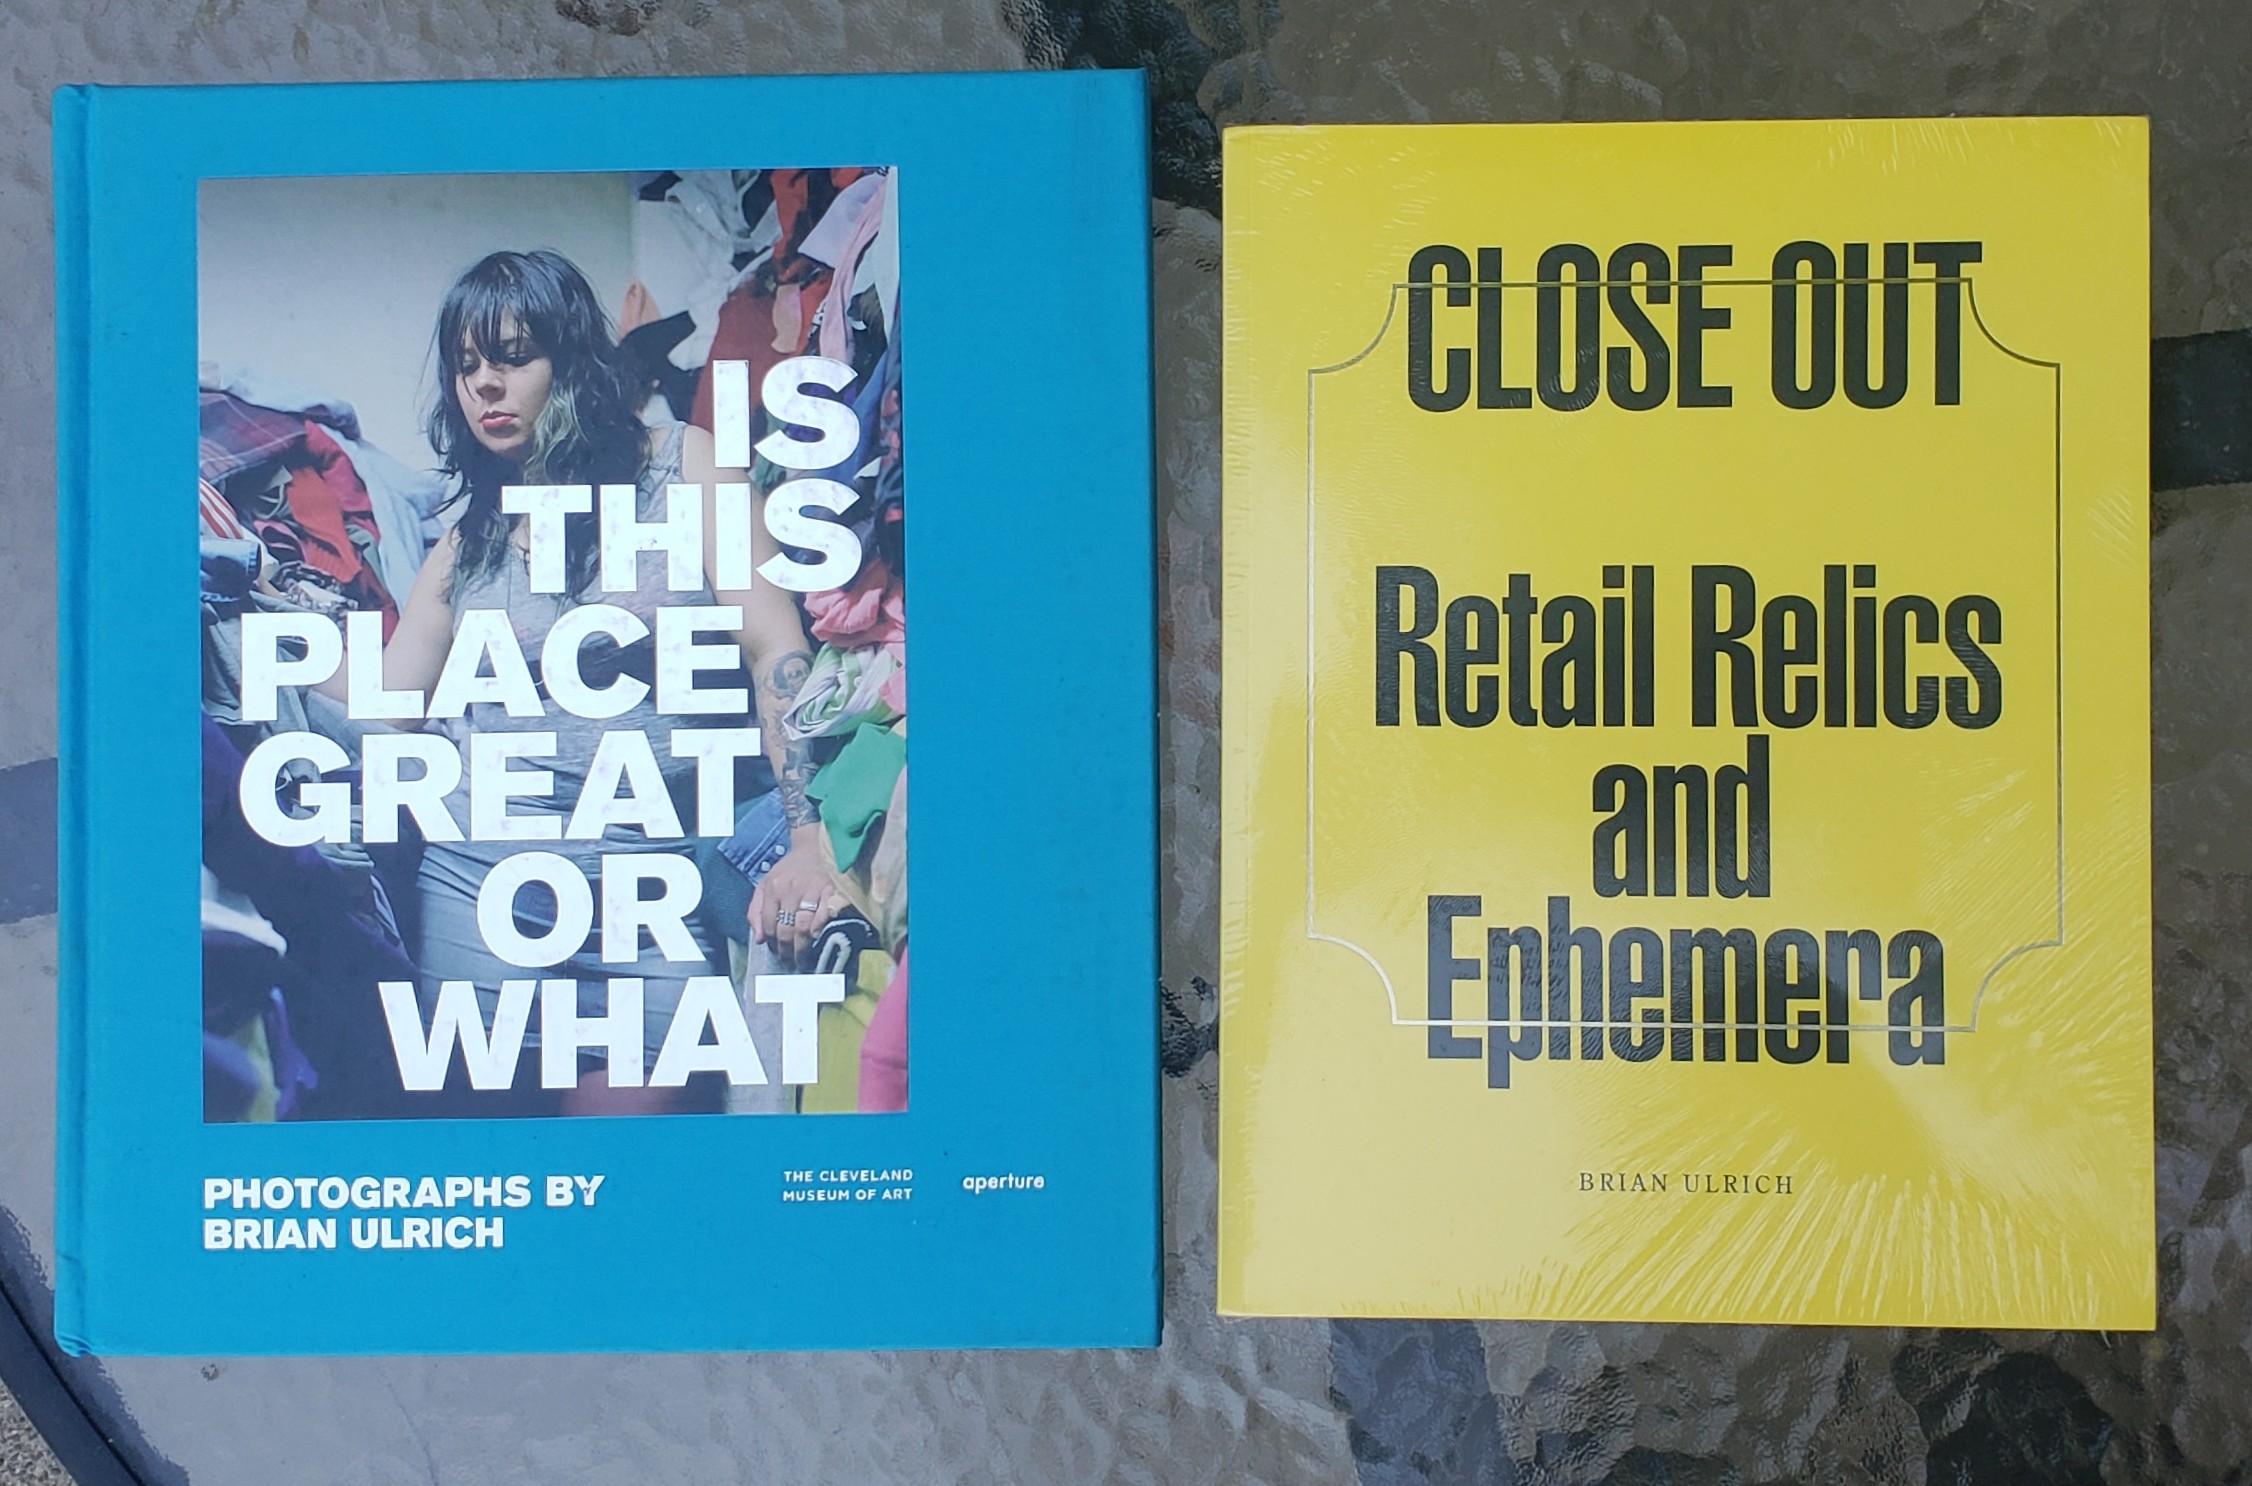 IS
THIS
PLACE
GREAT
OR
WHAT
PHOTOGRAPHS BY
BRIAN ULRICH
THE CLEVELAND
MUSEUM OF ART
aperture
CLOSE OUT
Retail Relics
and
Ephemera
BRIAN ULRICH